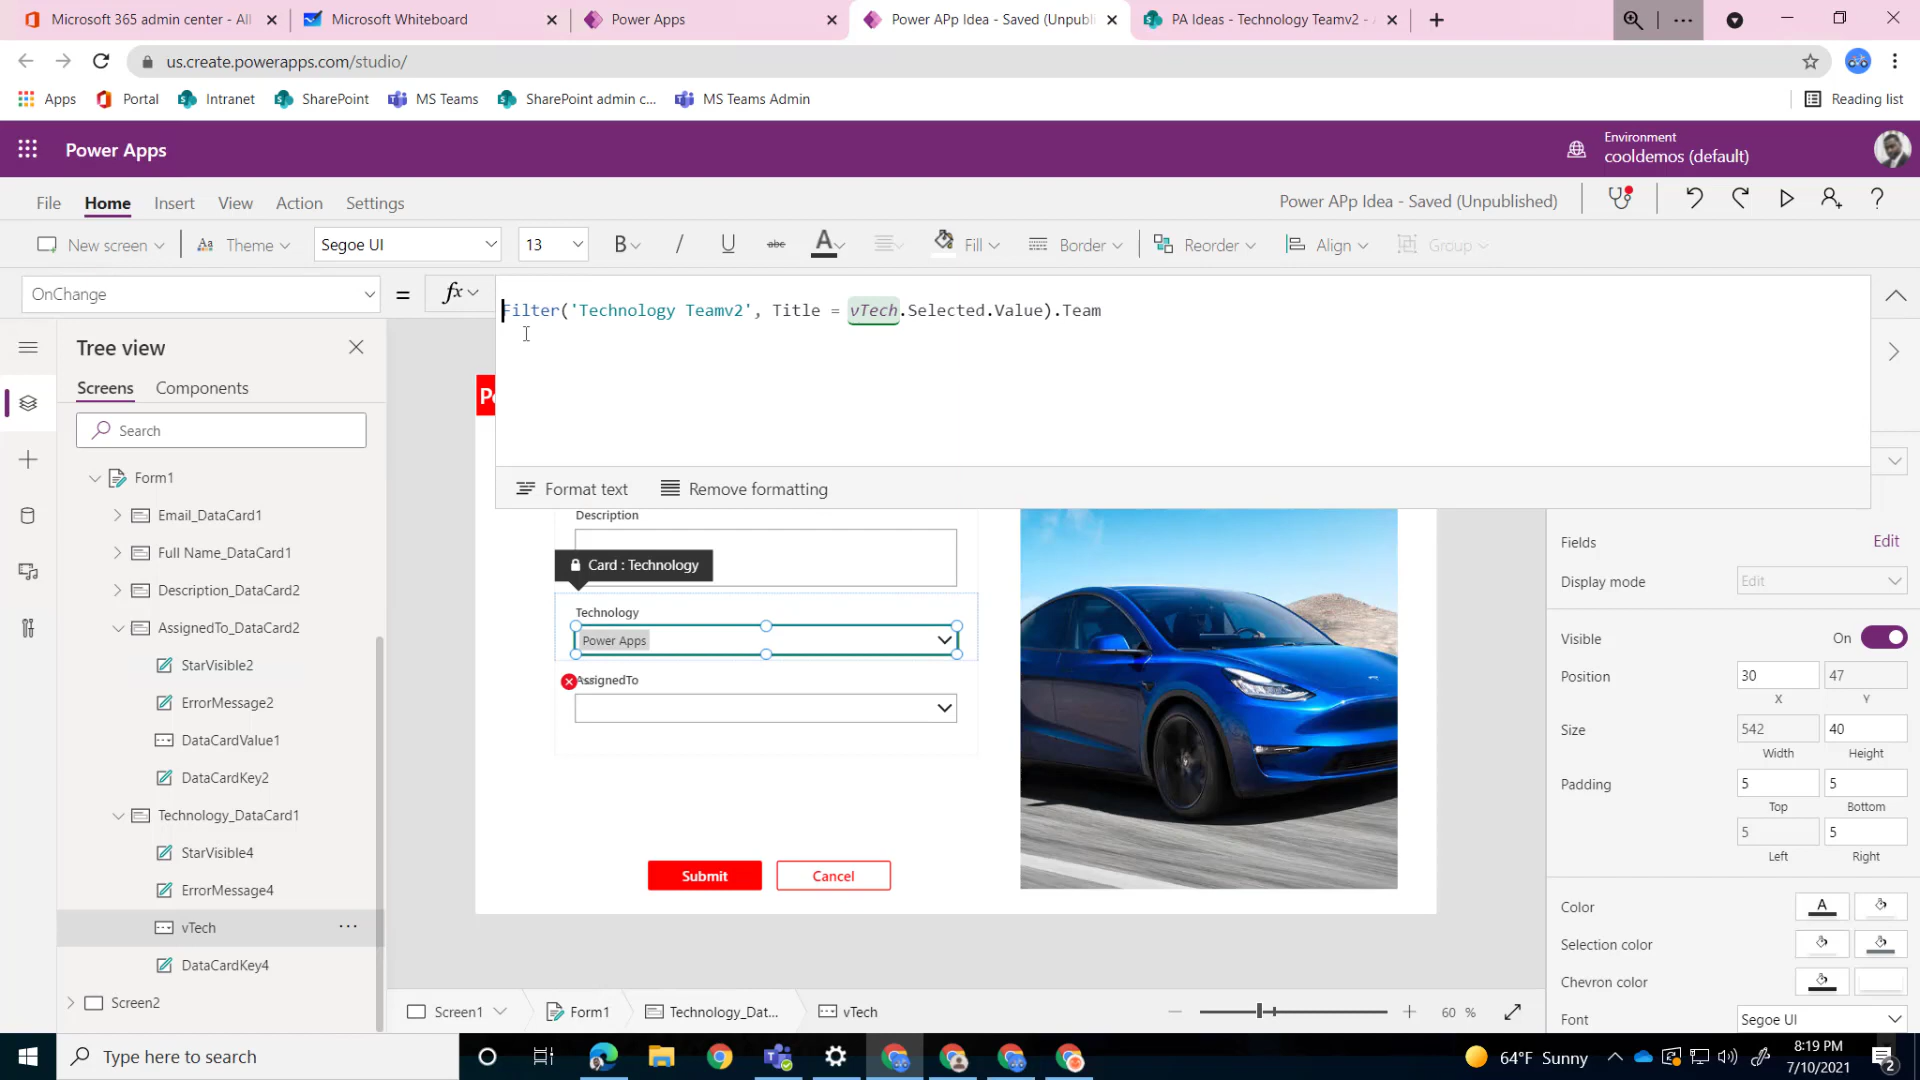 Microsoft 365 admin center - All
Microsoft Whiteboard
Power Apps
Power APp Idea - Saved (Unpubli
PA Ideas - Technology Teamv2 -
us.create.powerapps.com/studio/
Apps
Portal
Intranet
SharePoint
MS Teams
SharePoint admin c...
MS Teams Admin
Reading list
Power Apps
Environment
cooldemos (default)
File
Home
Insert
View
Action
Settings
Power APp Idea - Saved (Unpublished)
New screen
Theme
Segoe UI
13
Fill
Border
Reorder
Align
Group
OnChange
=
fx
Filter('Technology Teamv2', Title = vTech.Selected.Value).Team
Format text
Remove formatting
Tree view
Screens
Components
Search
Form1
Email_DataCard1
Full Name_DataCard1
Description_DataCard2
AssignedTo_DataCard2
StarVisible2
ErrorMessage2
DataCardValue1
DataCardKey2
Technology_DataCard1
StarVisible4
ErrorMessage4
vTech
DataCardKey4
Screen2
Description
Card : Technology
Technology
Power Apps
AssignedTo
Submit
Cancel
Fields
Edit
Display mode
Edit
Visible
On
Position
30
47
X
Y
Size
542
40
Width
Height
Padding
5
5
Top
Bottom
5
5
Left
Right
Color
Selection color
Chevron color
Font
Segoe UI
Screen1
Form1
Technology_Dat...
vTech
60 %
Type here to search
64°F Sunny
8:19 PM
7/10/2021
2